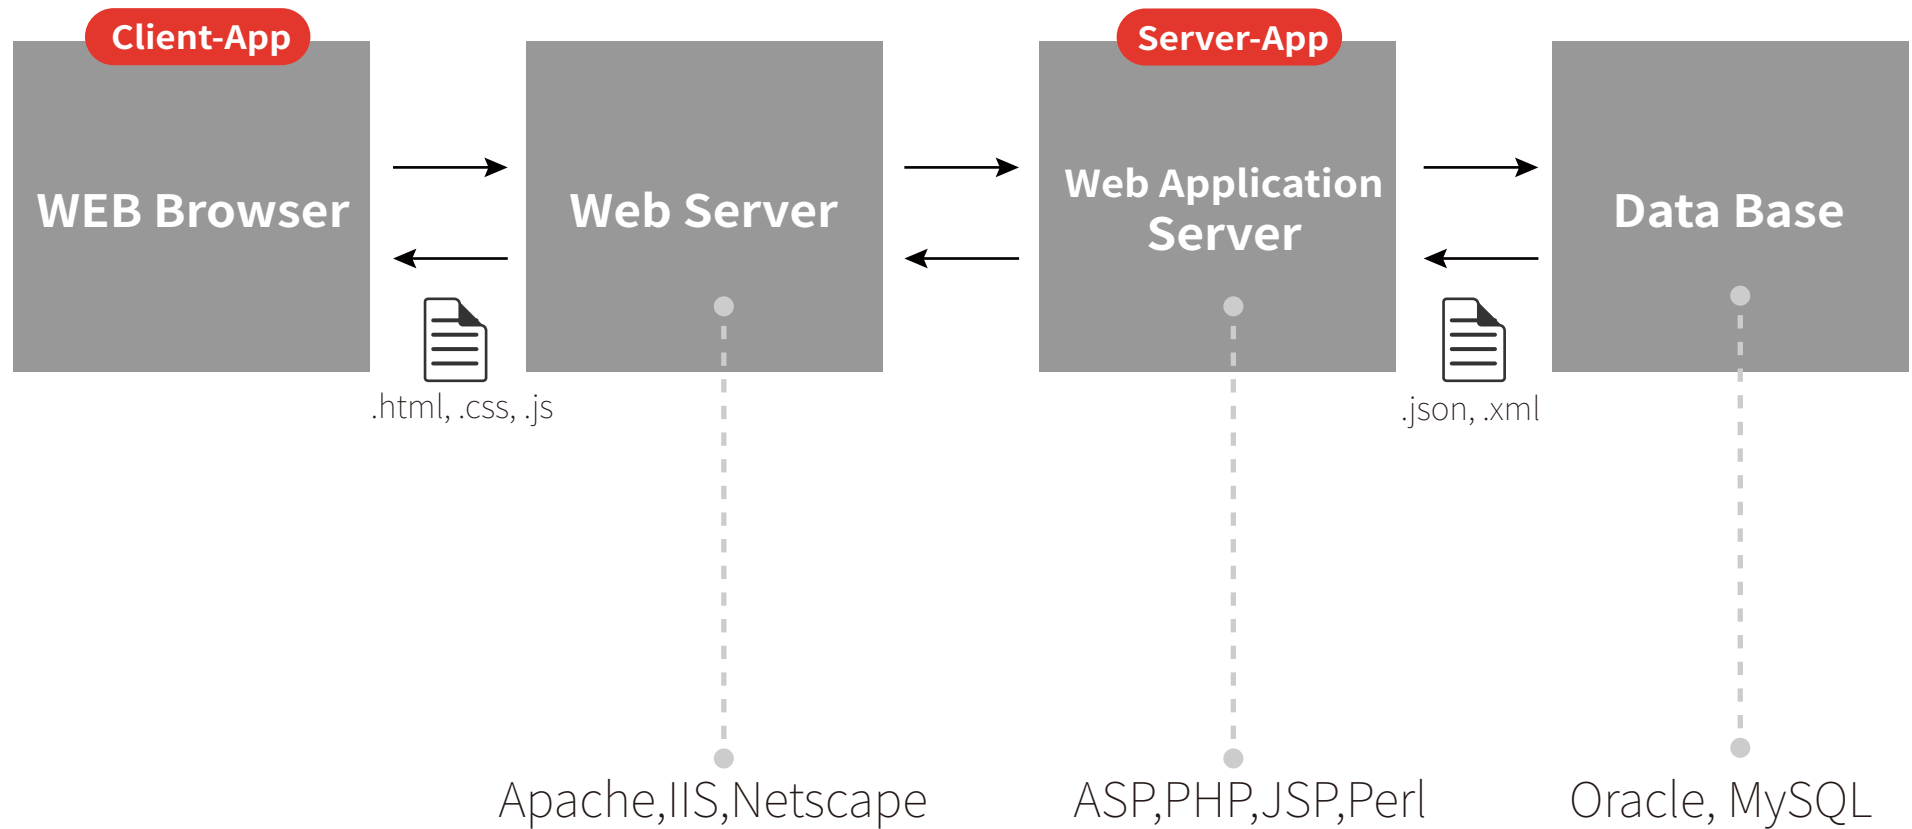 Client-App
Server-App
WEB Browser
Web Server
Web Application
Server
Data Base
.html, .css, .js
.json, .xml
Apache,IIS,Netscape
ASP,PHP,JSP,Perl
Oracle, MySQL